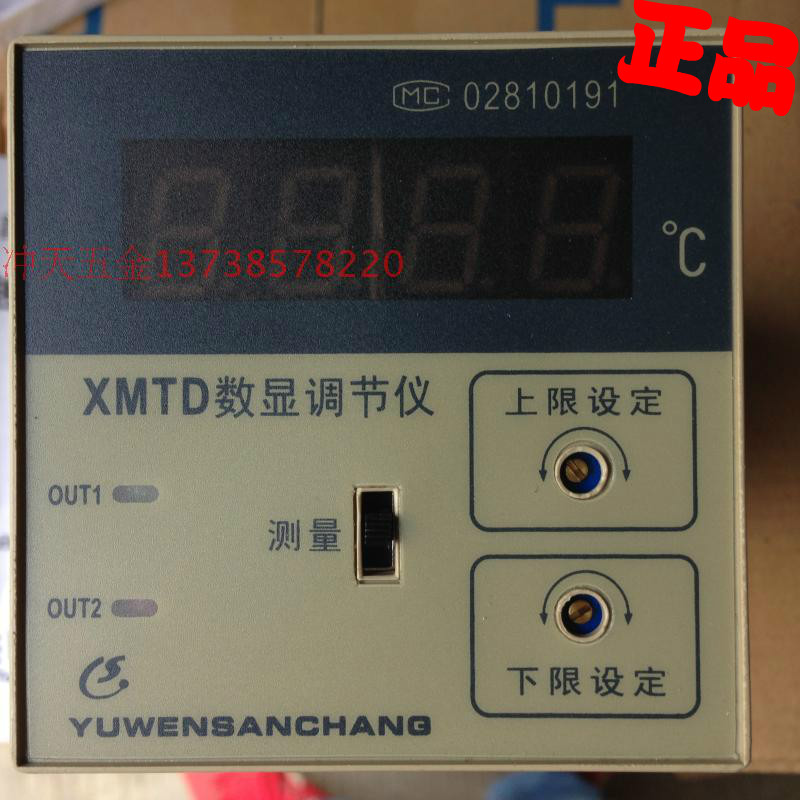 正品
MC 02810191
℃
冲天五金13738578220
XMTD数显调节仪
上限设定
OUT1
测量
OUT2
下限设定
YUWENSANCHANG